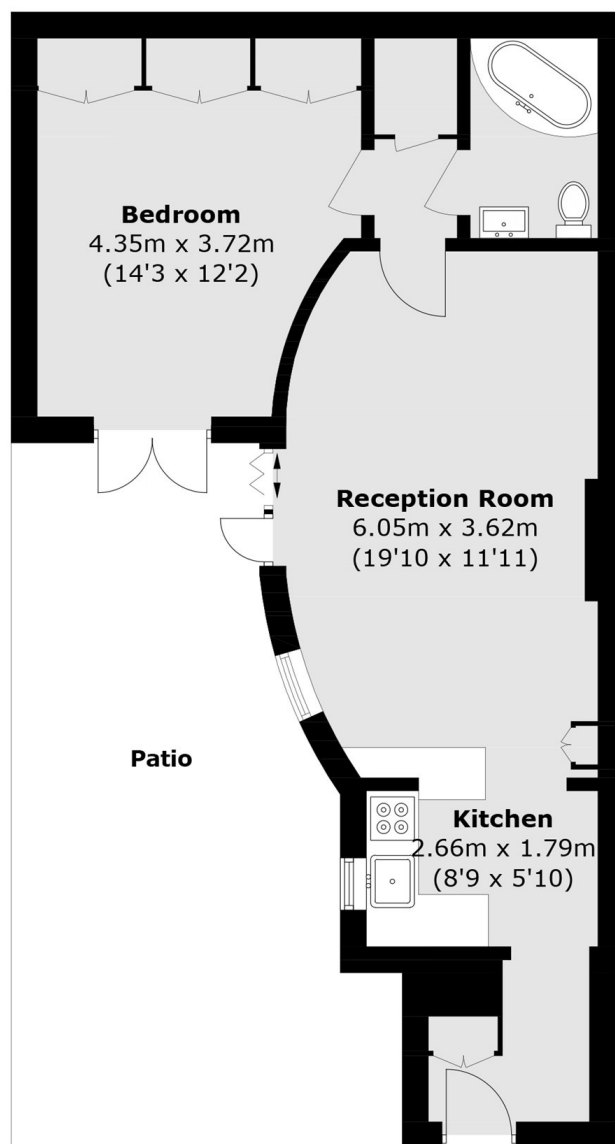 Bedroom
4.35m x 3.72m
(14'3 x 12'2)
Reception Room
6.05m x 3.62m
(19'10 x 11'11)
Patio
Kitchen
2.66m x 1.79m
(8'9 x 5'10)